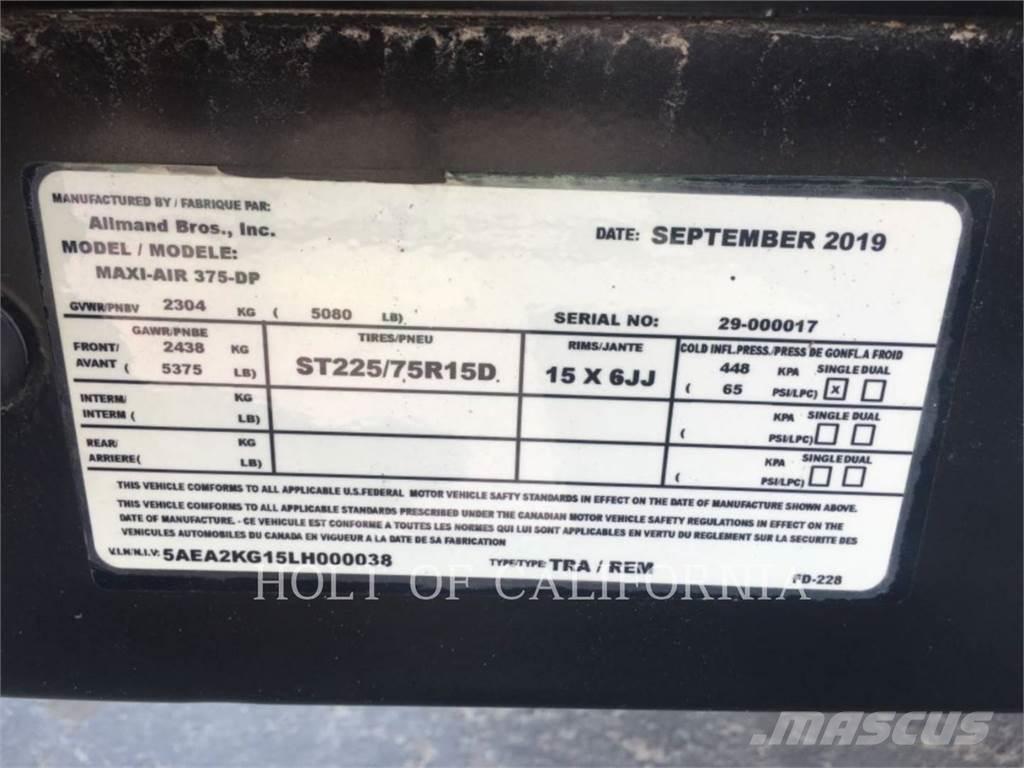 MANUFACTURED BY / FABRIQUE PAR:
Allmand Bros., Inc.
DATE: SEPTEMBER 2019
MODEL / MODELE:
MAXI-AIR 375-DP
GVWR/PNBV 2304 KG ( 5080 LB)
SERIAL NO: 29-000017
GAWR/PNBE TIRES/PNEU RIMS/JANTE COLD INFL.PRESS./PRESS DE GONFL.A FROID
FRONT/ 2438 KG ST225/75R15D 15 X 6JJ 448 KPA SINGLE DUAL
AVANT ( 5375 LB) ( 65 PSI/LPC) X
INTERM/ KG KPA SINGLE DUAL
INTERM ( LB) ( PSI/LPC)
REAR/ KG KPA SINGLE DUAL
ARRIERE( LB) ( PSI/LPC)
THIS VEHICLE COMFORMS TO ALL APPLICABLE U.S.FEDERAL MOTOR VEHICLE SAFTY STANDARDS IN EFFECT ON THE DATE OF MANUFACTURE SHOWN ABOVE.
THIS VEHICLE COMFORMS TO ALL APPLICABLE STANDARDS PRESCRIBED UNDER THE CANADIAN MOTOR VEHICLE SAFETY REGULATIONS IN EFFECT ON THE
DATE OF MANUFACTURE. - CE VEHICULE EST CONFORME A TOUTES LES NORMES QUI LUI SONT APPLICABLES EN VERTU DU REGLEMENT SUR LA SECURITE DES
VEHICULES AUTOMOBILES DU CANADA EN VIGUEUR A LA DATE DE SA FABRICATION
V.I.N/N.I.V: 5AEA2KG15LH000038 TYPE/TYPE: TRA / REM FD-228
HOLT OF CALIFORNIA
MASCUS